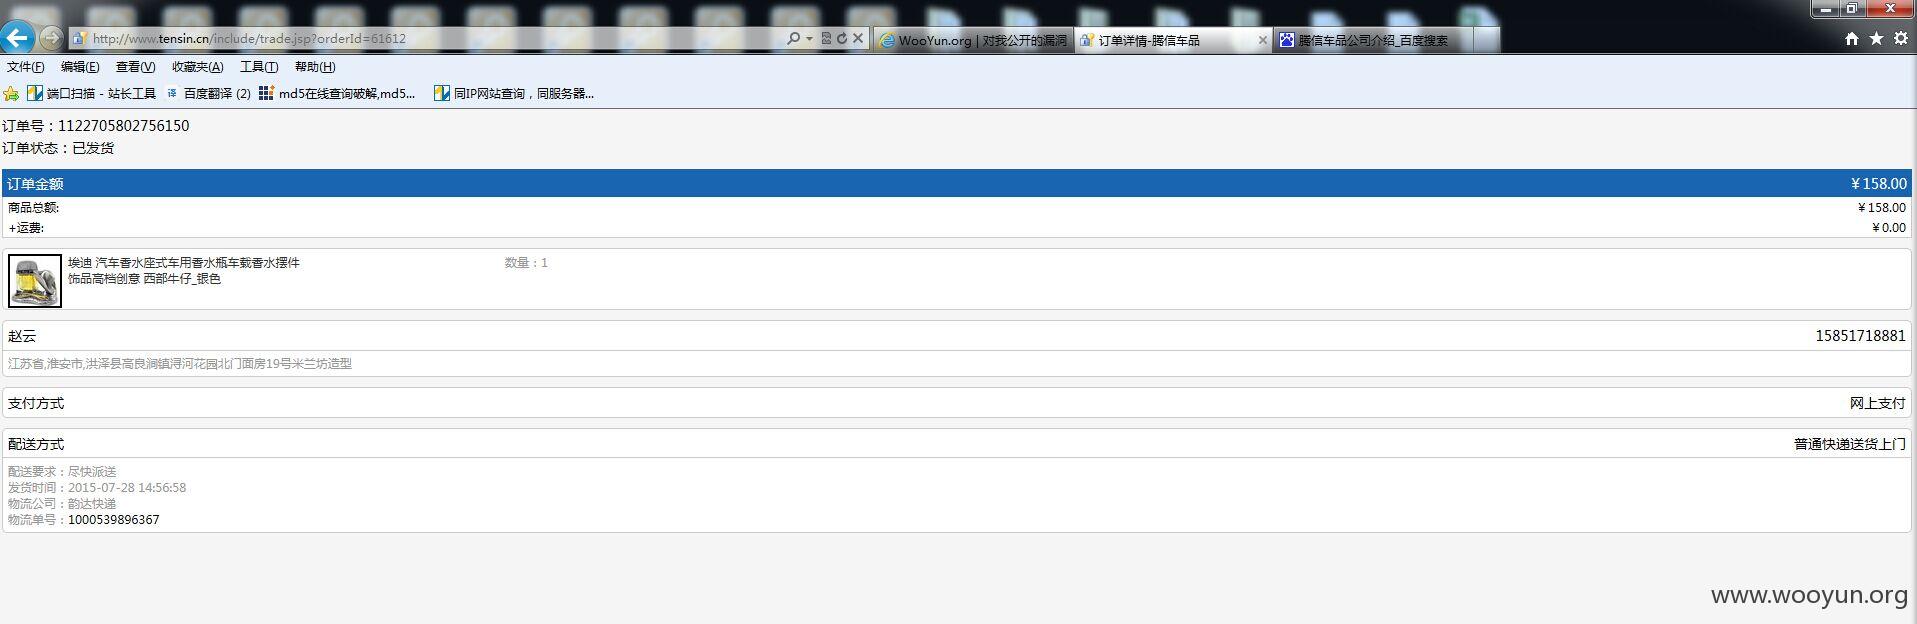 http://www.tensin.cn/include/trade.jsp?orderId=61612
WooYun.org | 对我公开的漏洞
订单详情-腾信车品
腾信车品公司介绍_百度搜索
文件(F) 编辑(E) 查看(V) 收藏夹(A) 工具(T) 帮助(H)
端口扫描 - 站长工具 译 百度翻译 (2) md5在线查询破解,md5... 同IP网站查询，同服务器...
订单号：1122705802756150
订单状态：已发货
订单金额 ￥158.00
商品总额: ￥158.00
+运费: ￥0.00
埃迪 汽车香水座式车用香水瓶车载香水摆件 数量：1
饰品高档创意 西部牛仔_银色
赵云 15851718881
江苏省,淮安市,洪泽县高良涧镇浔河花园北门面房19号米兰坊造型
支付方式 网上支付
配送方式 普通快递送货上门
配送要求：尽快派送
发货时间：2015-07-28 14:56:58
物流公司：韵达快递
物流单号：1000539896367
www.wooyun.org